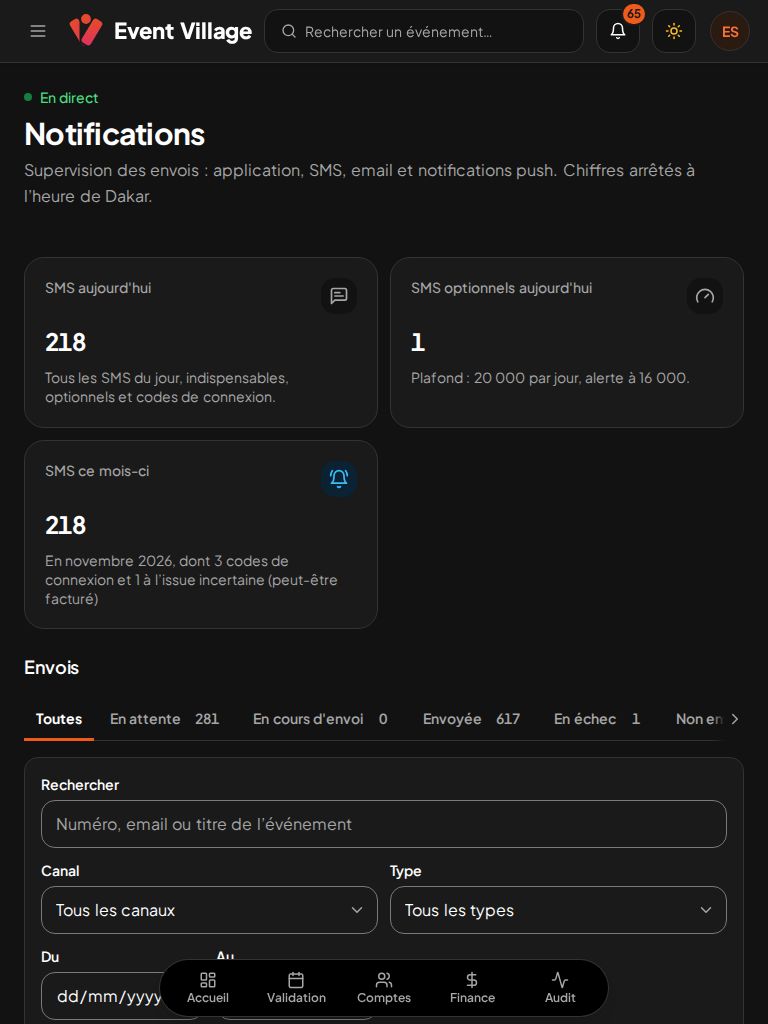 Event Village
Rechercher un événement...
65
ES
En direct
Notifications
Supervision des envois : application, SMS, email et notifications push. Chiffres arrêtés à
l'heure de Dakar.
SMS aujourd'hui
218
Tous les SMS du jour, indispensables,
optionnels et codes de connexion.
SMS optionnels aujourd'hui
1
Plafond : 20 000 par jour, alerte à 16 000.
SMS ce mois-ci
218
En novembre 2026, dont 3 codes de
connexion et 1 à l'issue incertaine (peut-être
facturé)
Envois
Toutes En attente 281 En cours d'envoi 0 Envoyée 617 En échec 1 Non en
Rechercher
Numéro, email ou titre de l'événement
Canal Type
Tous les canaux Tous les types
Du Au
dd/mm/yyyy
Accueil Validation Comptes Finance Audit